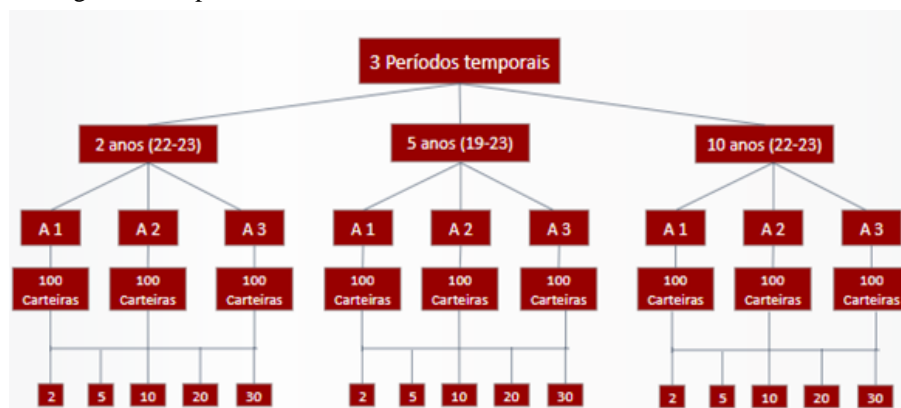 3 Períodos temporais
2 anos (22-23)
5 anos (19-23)
10 anos (22-23)
A 1
A 2
A 3
A 1
A 2
A 3
A 1
A 2
A 3
100
Carteiras
100
Carteiras
100
Carteiras
100
Carteiras
100
Carteiras
100
Carteiras
100
Carteiras
100
Carteiras
100
Carteiras
2
5
10
20
30
2
5
10
20
30
2
5
10
20
30